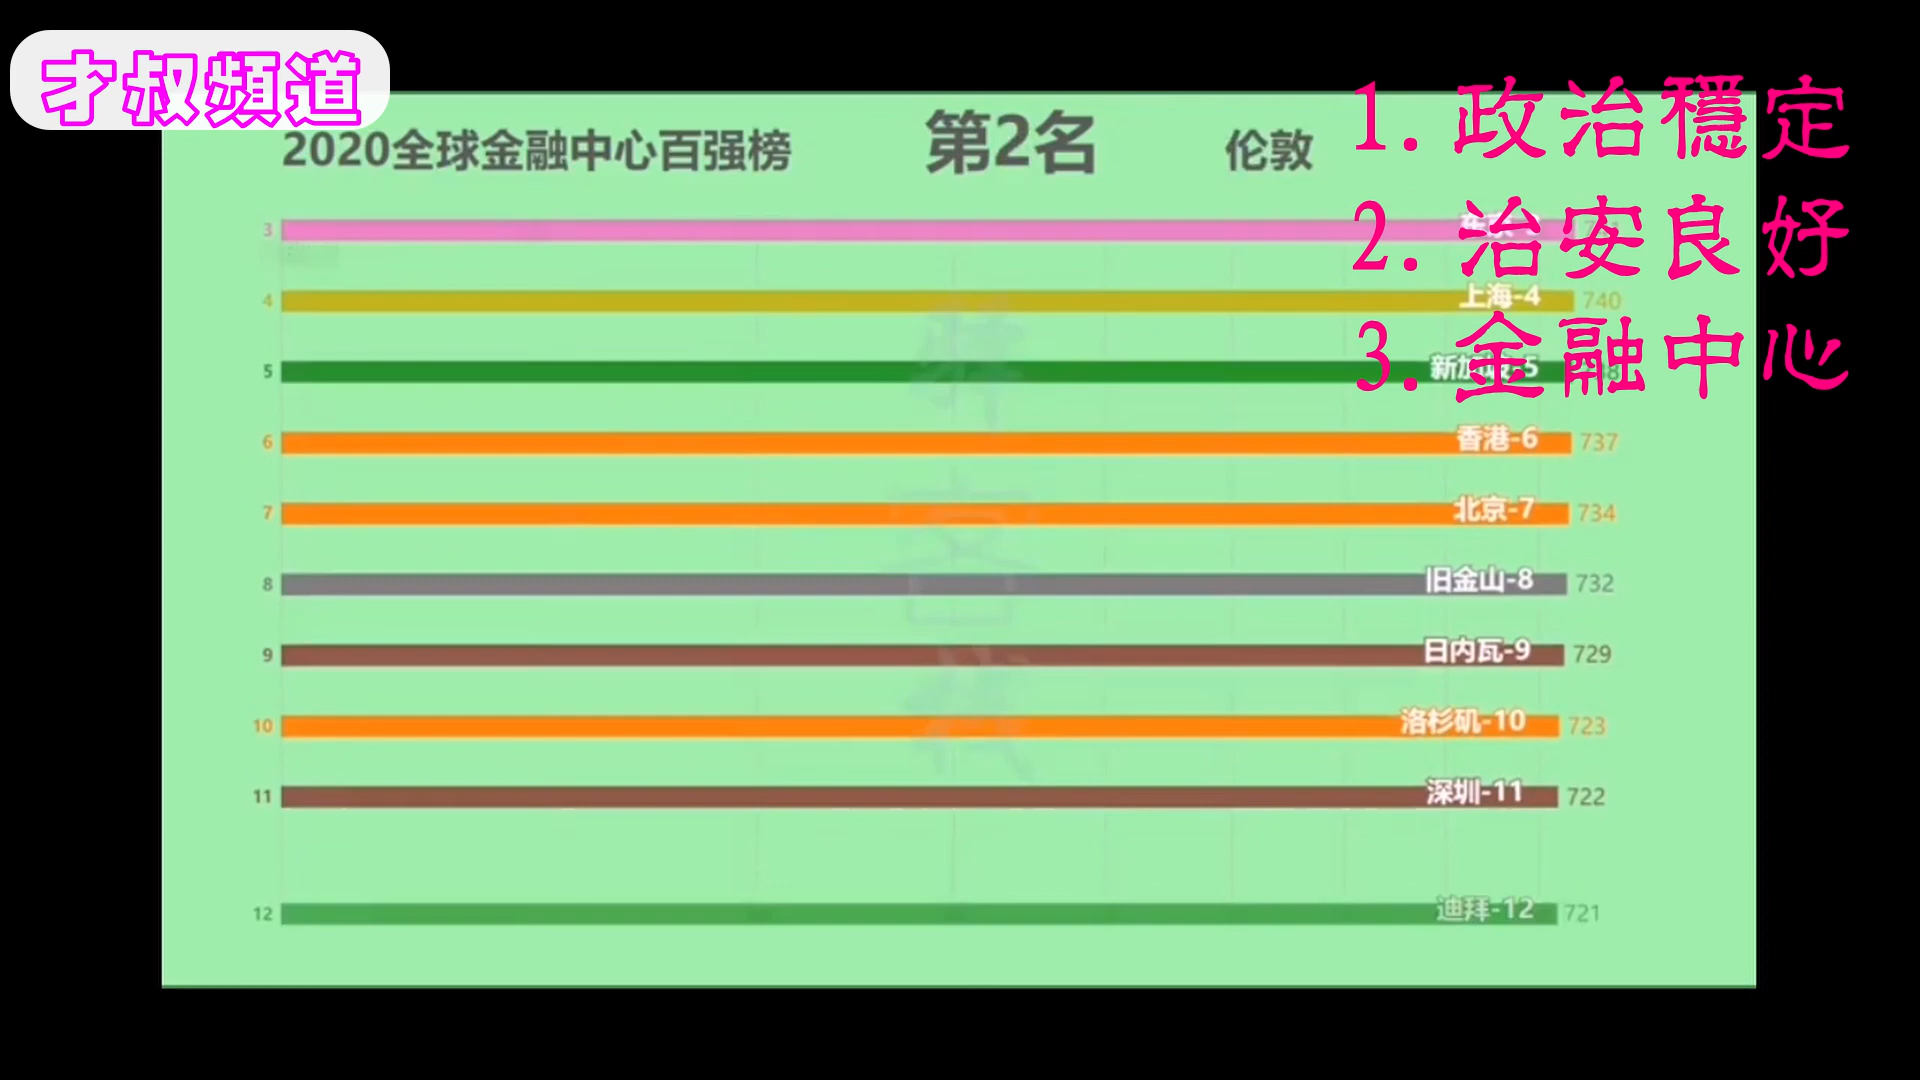 才叔頻道
2020全球金融中心百强榜
第2名
伦敦
1.政治穩定
2.治安良好
3.金融中心
3
4 上海-4 740
5 新加坡-5
6 香港-6 737
7 北京-7 734
8 旧金山-8 732
9 日内瓦-9 729
10 洛杉矶-10 723
11 深圳-11 722
12 迪拜-12 721